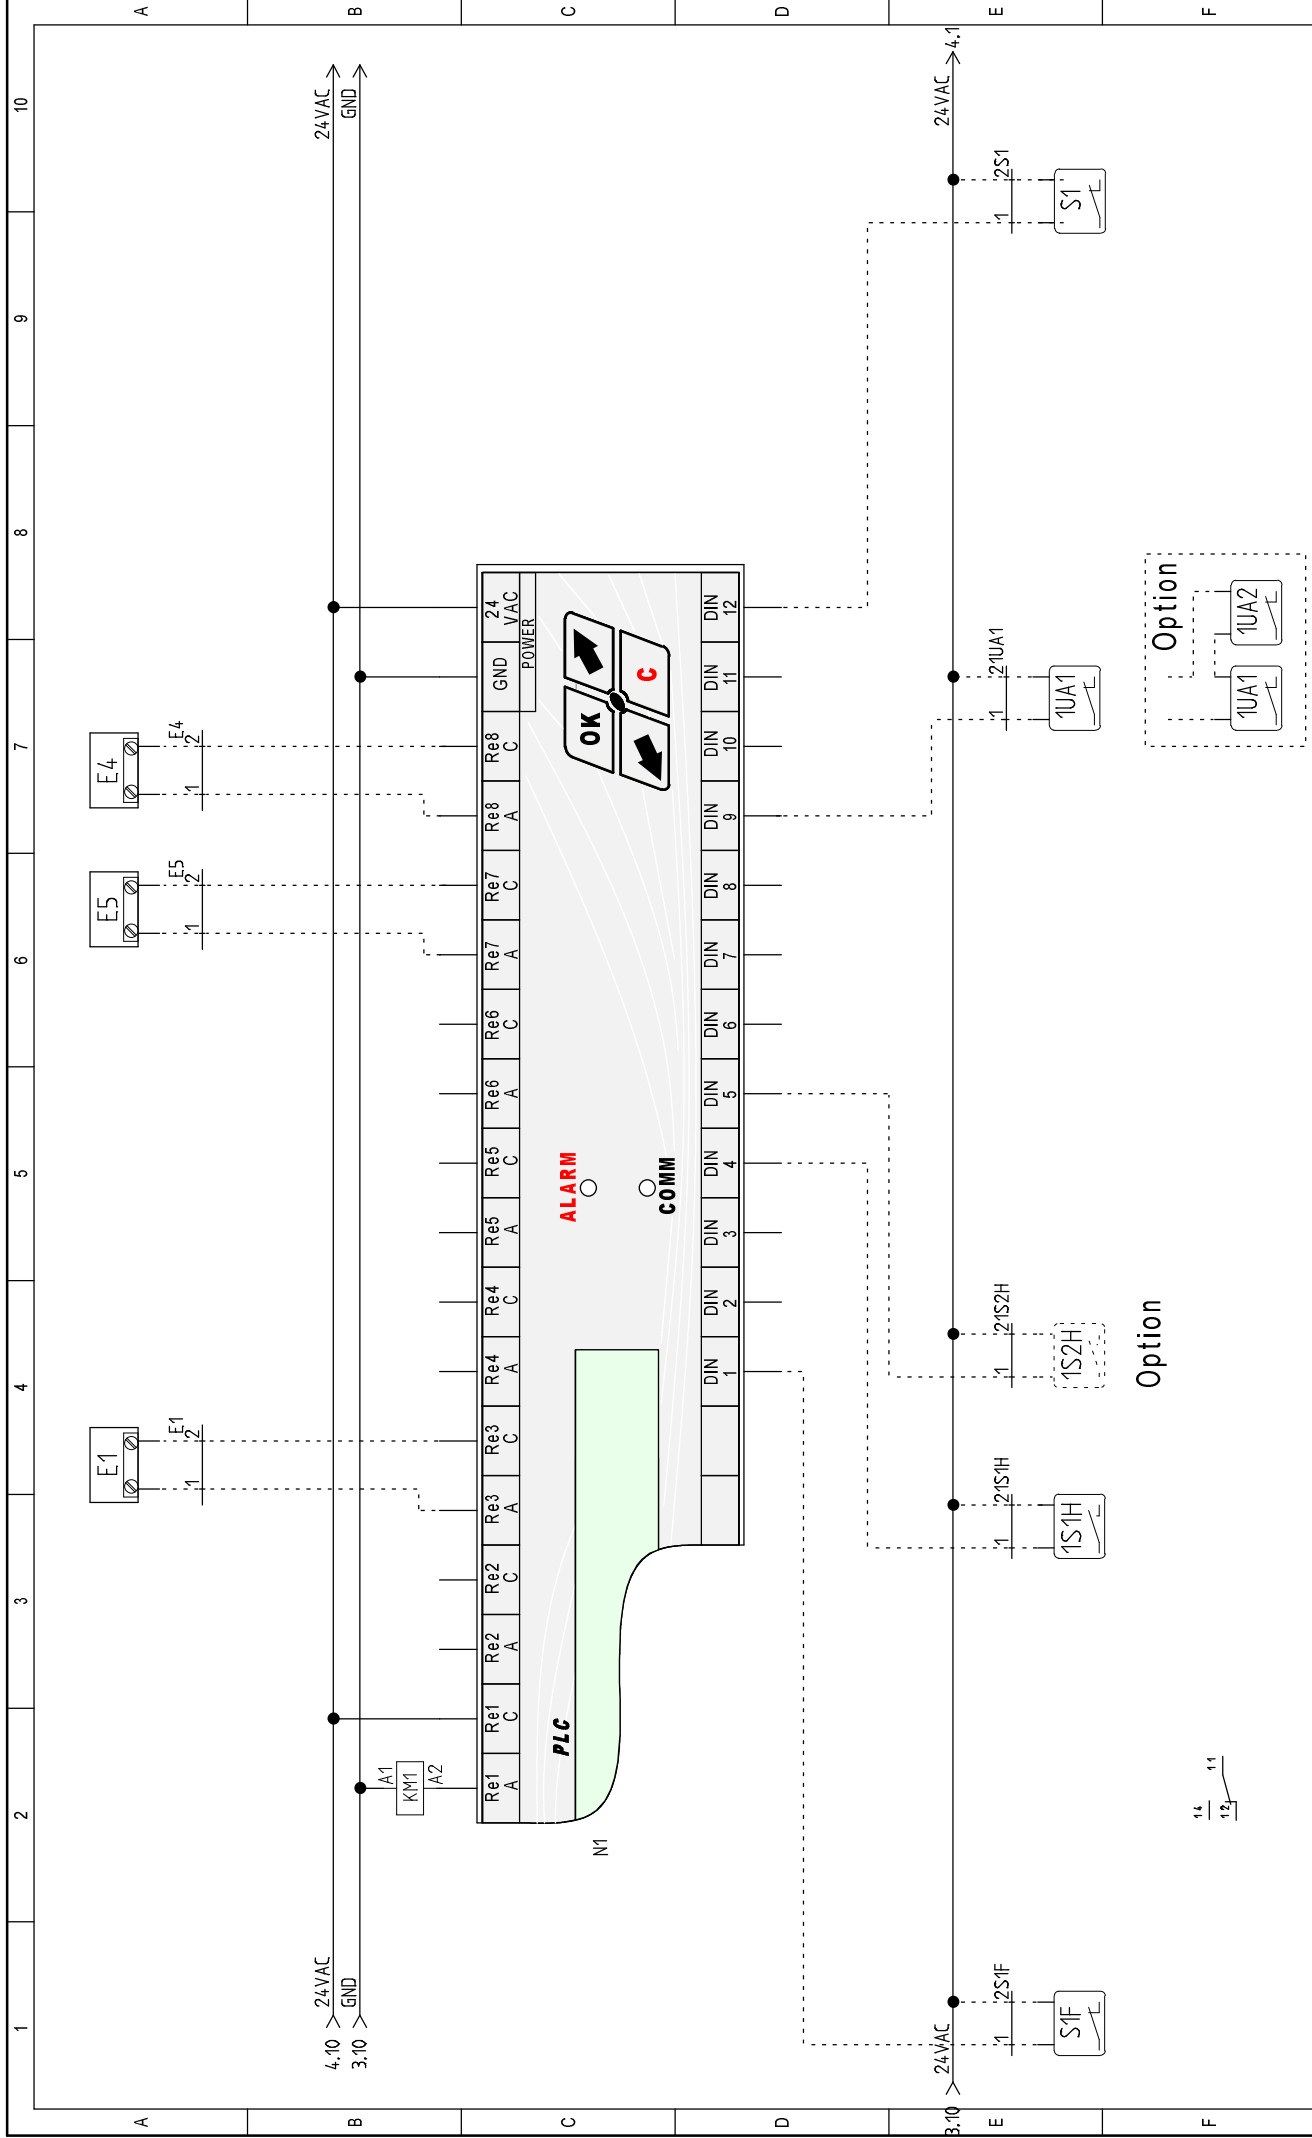 1 2 3 4 5 6 7 8 9 10
A
A
E1
E1
1 2
E5
E5
1 2
E4
E4
1 2
B
B
4.10
24VAC
24VAC
3.10
GND
GND
A1
KM1
A2
C
C
Re1 A
Re1 C
Re2 A
Re2 C
Re3 A
Re3 C
Re4 A
Re4 C
Re5 A
Re5 C
Re6 A
Re6 C
Re7 A
Re7 C
Re8 A
Re8 C
GND
24 VAC
POWER
PLC
N1
ALARM
COMM
OK
C
DIN 1
DIN 2
DIN 3
DIN 4
DIN 5
DIN 6
DIN 7
DIN 8
DIN 9
DIN 10
DIN 11
DIN 12
D
D
E
E
3.10
24VAC
24VAC
4.1
1 2S1F
S1F
1 21S1H
1S1H
1 21S2H
1S2H
Option
1 21UA1
1UA1
1 2S1
S1
F
F
14
12 11
Option
1UA1
1UA2